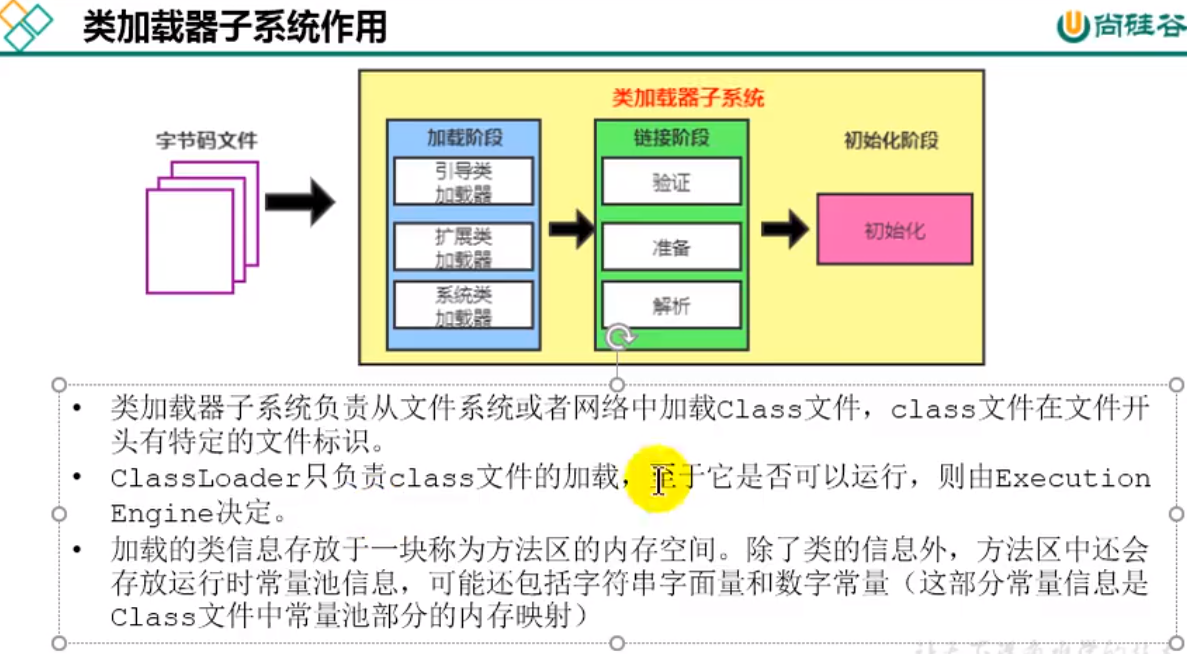 类加载器子系统作用
尚硅谷
类加载器子系统
字节码文件
加载阶段
引导类
加载器
扩展类
加载器
系统类
加载器
链接阶段
验证
准备
解析
初始化阶段
初始化
• 类加载器子系统负责从文件系统或者网络中加载Class文件，class文件在文件开
头有特定的文件标识。
• ClassLoader只负责class文件的加载，至于它是否可以运行，则由Execution
Engine决定。
• 加载的类信息存放于一块称为方法区的内存空间。除了类的信息外，方法区中还会
存放运行时常量池信息，可能还包括字符串字面量和数字常量（这部分常量信息是
Class文件中常量池部分的内存映射）